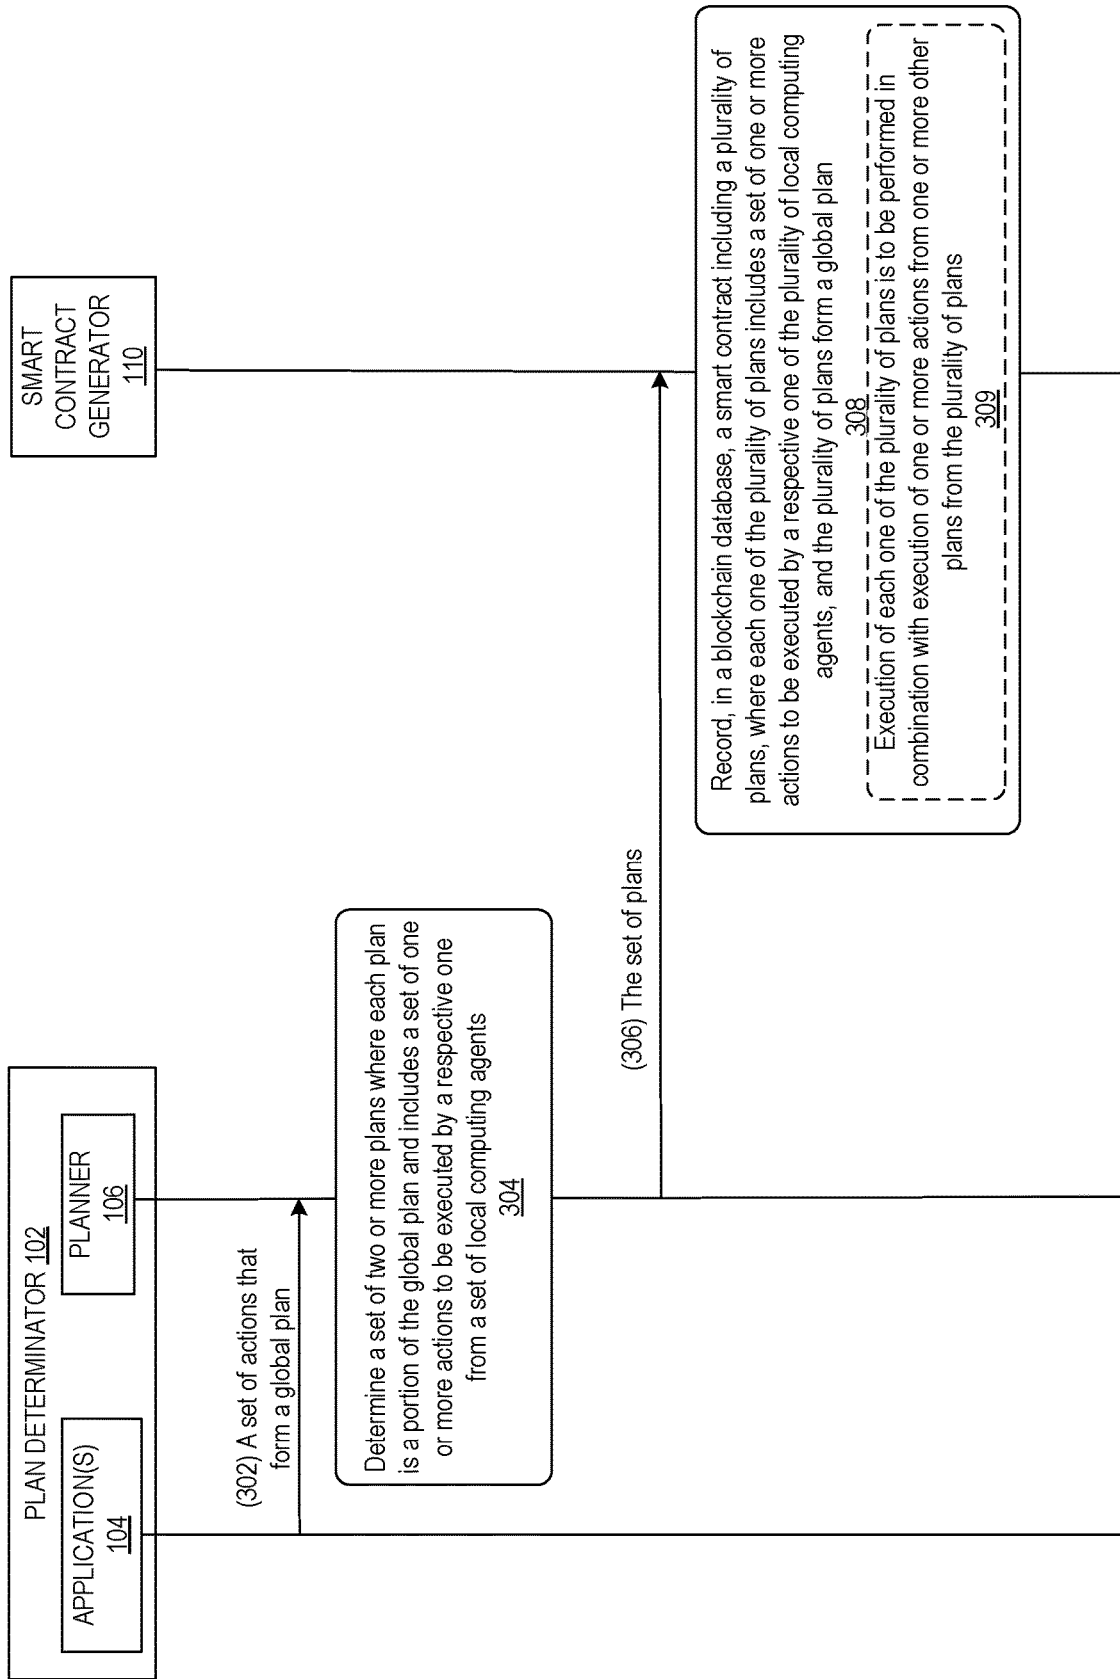 PLAN DETERMINATOR 102
APPLICATION(S)
104
PLANNER
106
SMART
CONTRACT
GENERATOR
110
(302) A set of actions that
form a global plan
Determine a set of two or more plans where each plan
is a portion of the global plan and includes a set of one
or more actions to be executed by a respective one
from a set of local computing agents
304
(306) The set of plans
Record, in a blockchain database, a smart contract including a plurality of
plans, where each one of the plurality of plans includes a set of one or more
actions to be executed by a respective one of the plurality of local computing
agents, and the plurality of plans form a global plan
308
Execution of each one of the plurality of plans is to be performed in
combination with execution of one or more actions from one or more other
plans from the plurality of plans
309